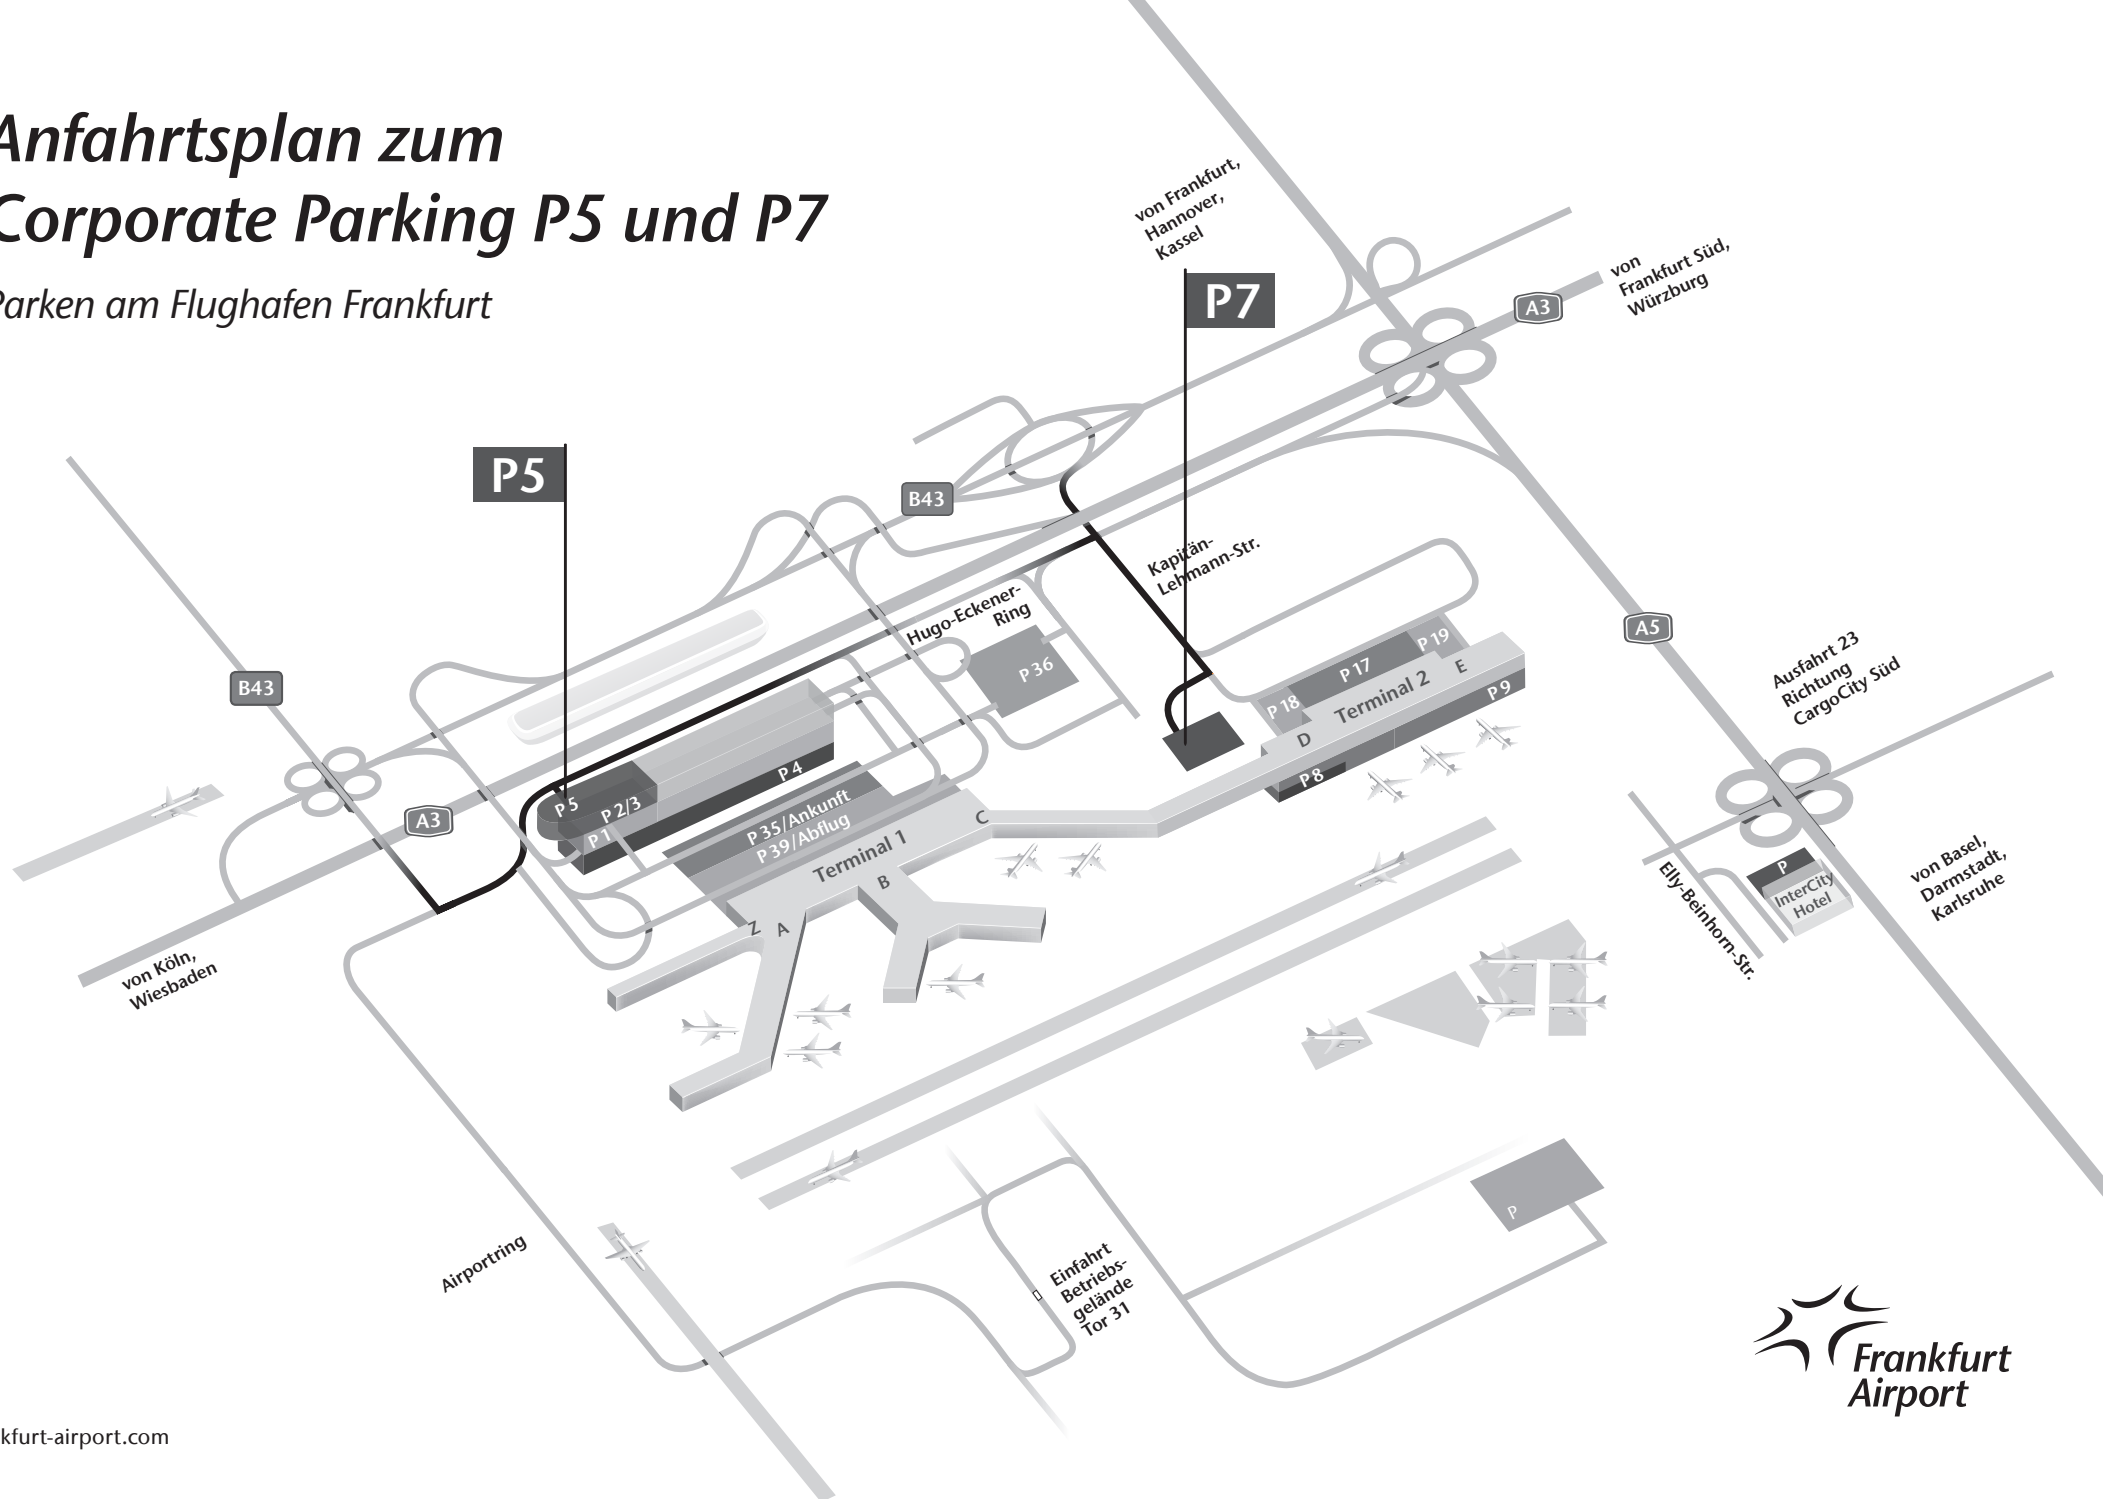 Anfahrtsplan zum
Corporate Parking P5 und P7
Parken am Flughafen Frankfurt
von Frankfurt,
Hannover,
Kassel
P7
von
Frankfurt Süd,
Würzburg
A3
P5
B43
Kapitän-
Lehmann-Str.
Hugo-Eckener-
Ring
P 36
B43
A5
P 19
P 17
E
Terminal 2
P 9
P 18
D
P 8
Ausfahrt 23
Richtung
CargoCity Süd
P 4
P 5
P 2/3
P 1
A3
P 35/Ankunft
P 39/Abflug
C
Terminal 1
B
Z
A
P
InterCity
Hotel
Elly-Beinhorn-Str.
von Basel,
Darmstadt,
Karlsruhe
von Köln,
Wiesbaden
Airportring
Einfahrt
Betriebs-
gelände
Tor 31
P
Frankfurt
Airport
kfurt-airport.com